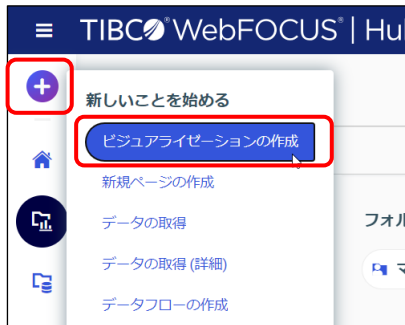 TIBCO® WebFOCUS® | Hu
新しいことを始める
ビジュアライゼーションの作成
新規ページの作成
データの取得
データの取得 (詳細)
データフローの作成
フォル
マ